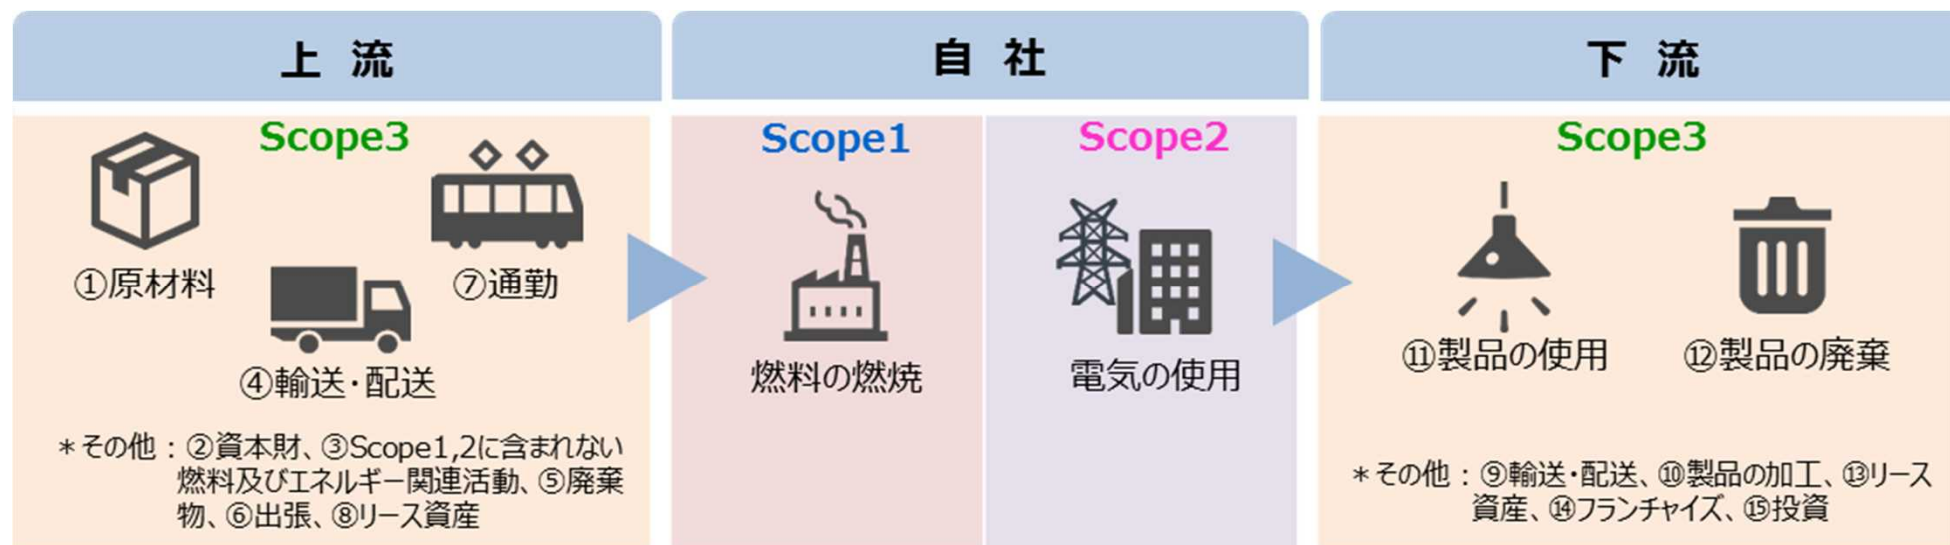 上 流
Scope3
①原材料
⑦通勤
④輸送・配送
＊その他：②資本財、③Scope1,2に含まれない
燃料及びエネルギー関連活動、⑤廃棄
物、⑥出張、⑧リース資産
自 社
Scope1
燃料の燃焼
Scope2
電気の使用
下 流
Scope3
⑪製品の使用
⑫製品の廃棄
＊その他：⑨輸送・配送、⑩製品の加工、⑬リース
資産、⑭フランチャイズ、⑮投資